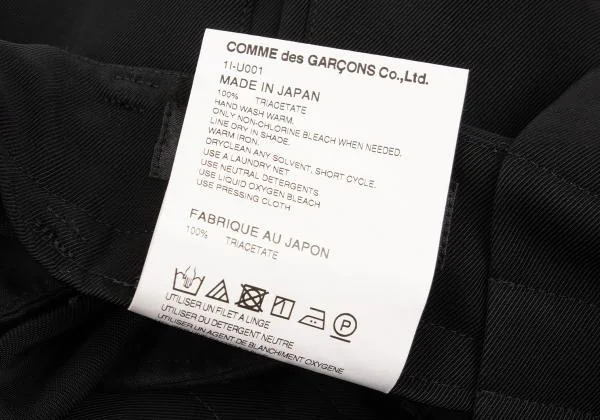 COMME des GARÇONS Co.,Ltd.
1I-U001
MADE IN JAPAN
100% TRIACETATE
HAND WASH WARM.
ONLY NON-CHLORINE BLEACH WHEN NEEDED.
LINE DRY IN SHADE.
WARM IRON.
DRYCLEAN ANY SOLVENT, SHORT CYCLE.
USE A LAUNDRY NET
USE NEUTRAL DETERGENTS
USE LIQUID OXYGEN BLEACH
USE PRESSING CLOTH
FABRIQUE AU JAPON
100% TRIACETATE
P
UTILISER UN FILET A LINGE
UTILISER DU DETERGENT NEUTRE
UTILISER UN AGENT DE BLANCHIMENT OXYGENE